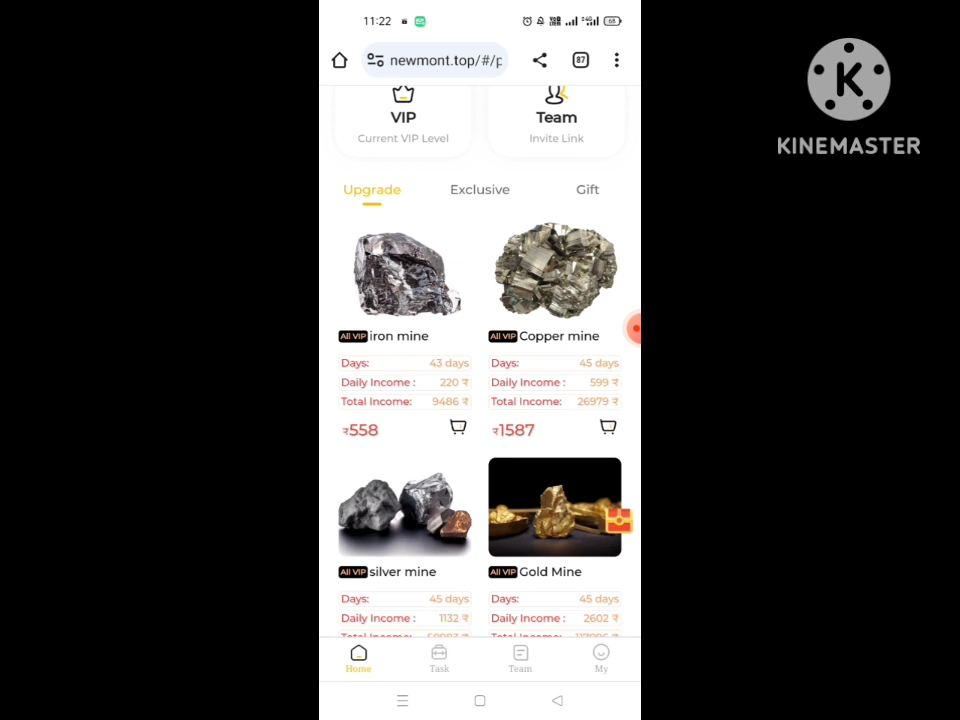 11:22
68
newmont.top/#/p
87
K
KINEMASTER
VIP
Current VIP Level
Team
Invite Link
Upgrade
Exclusive
Gift
All VIP iron mine
Days: 43 days
Daily Income : 220 ₹
Total Income: 9486 ₹
₹558
All VIP Copper mine
Days: 45 days
Daily Income : 599 ₹
Total Income: 26979 ₹
₹1587
All VIP silver mine
Days: 45 days
Daily Income : 1132 ₹
All VIP Gold Mine
Days: 45 days
Daily Income : 2602 ₹
Home
Task
Team
My